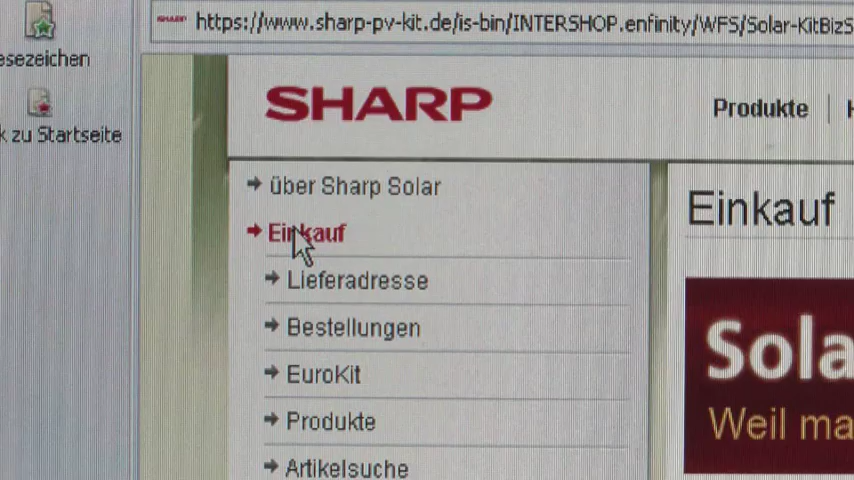 SHARP https://www.sharp-pv-kit.de/is-bin/INTERSHOP.enfinity/WFS/Solar-KitBizS
esezeichen
k zu Startseite
SHARP
Produkte
über Sharp Solar
Einkauf
Lieferadresse
Bestellungen
EuroKit
Produkte
Artikelsuche
Einkauf
Sola
Weil ma